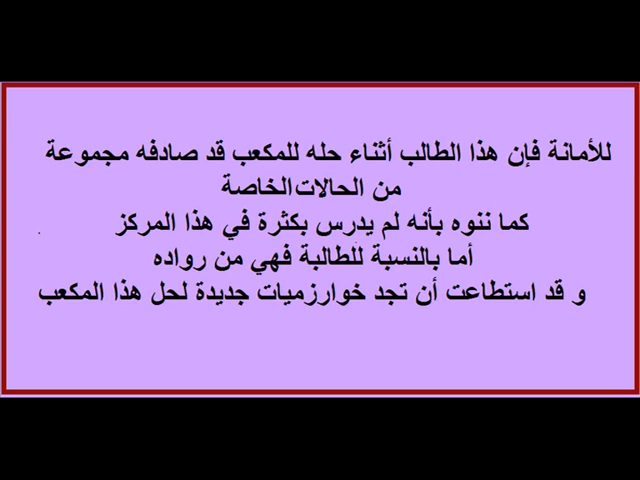 للأمانة فإن هذا الطالب أثناء حله للمكعب قد صادفه مجموعة
من الحالات الخاصة
كما ننوه بأنه لم يدرس بكثرة في هذا المركز
أما بالنسبة للطالبة فهي من رواده
و قد استطاعت أن تجد خوارزميات جديدة لحل هذا المكعب